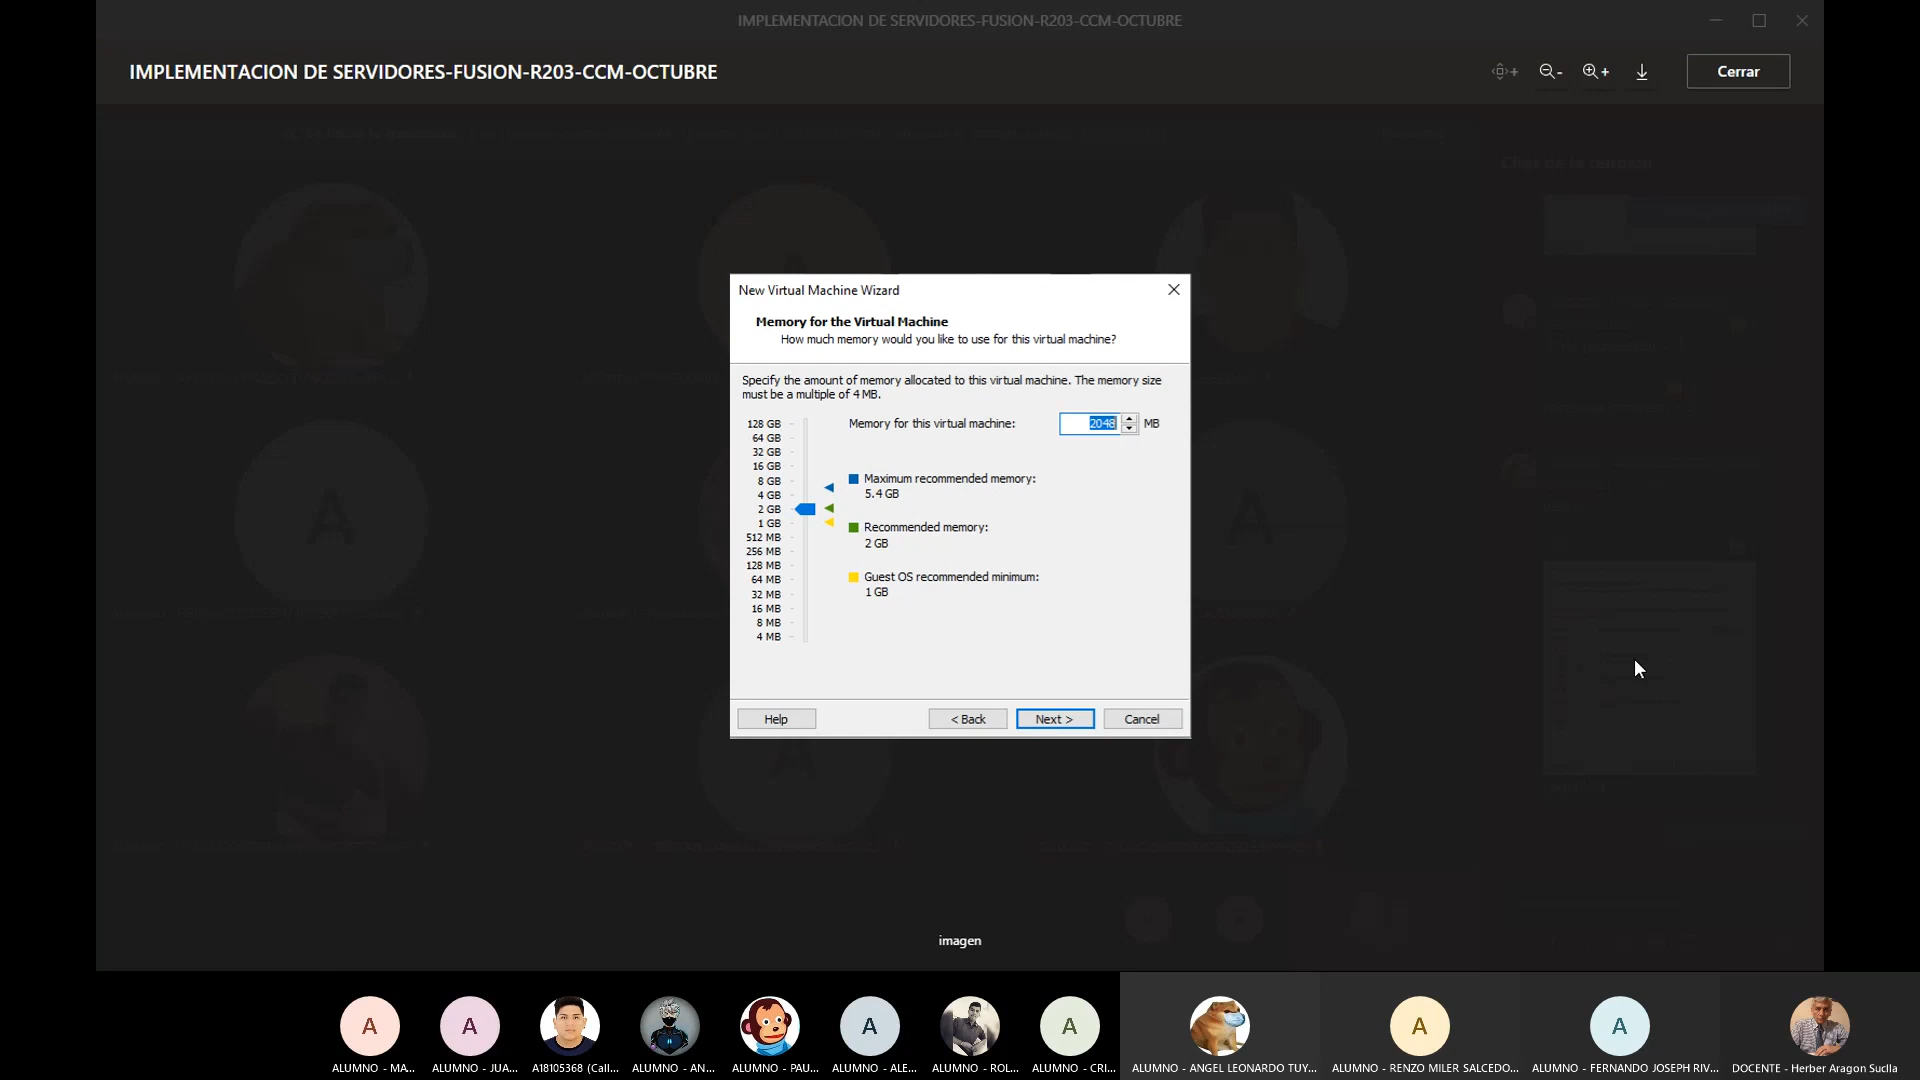 IMPLEMENTACION DE SERVIDORES-FUSION-R203-CCM-OCTUBRE
IMPLEMENTACION DE SERVIDORES-FUSION-R203-CCM-OCTUBRE
Cerrar
New Virtual Machine Wizard
Memory for the Virtual Machine
How much memory would you like to use for this virtual machine?
Specify the amount of memory allocated to this virtual machine. The memory size
must be a multiple of 4 MB.
Memory for this virtual machine: 2048 MB
128 GB
64 GB
32 GB
16 GB
8 GB
4 GB
2 GB
1 GB
512 MB
256 MB
128 MB
64 MB
32 MB
16 MB
8 MB
4 MB
Maximum recommended memory:
5.4 GB
Recommended memory:
2 GB
Guest OS recommended minimum:
1 GB
Help
< Back
Next >
Cancel
imagen
A A A A A A
ALUMNO - MA... ALUMNO - JUA... A18105368 (Call... ALUMNO - AN... ALUMNO - PAU... ALUMNO - ALE... ALUMNO - ROL... ALUMNO - CRI... ALUMNO - ANGEL LEONARDO TUY... ALUMNO - RENZO MILER SALCEDO... ALUMNO - FERNANDO JOSEPH RIV... DOCENTE - Herber Aragon Suclla